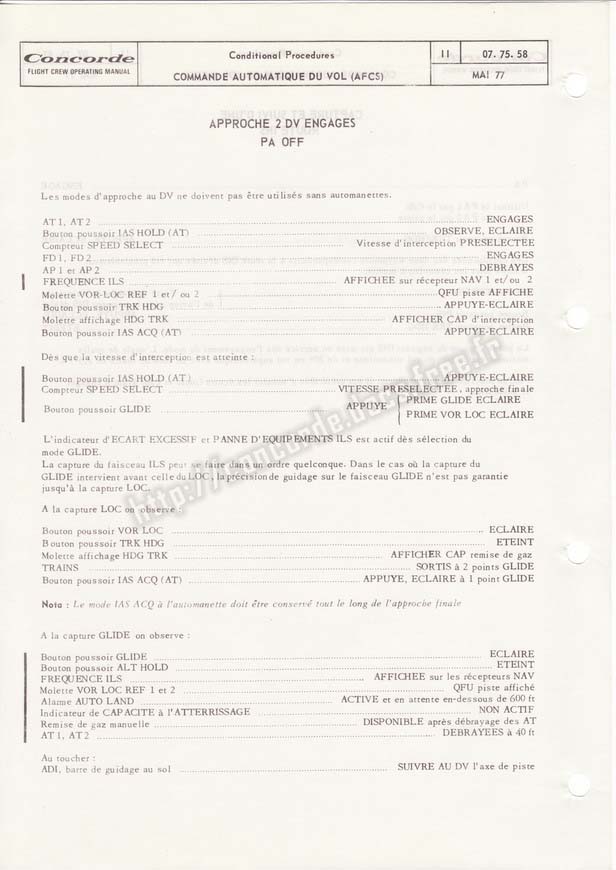 Concorde
FLIGHT CREW OPERATING MANUAL
Conditional Procedures
COMMANDE AUTOMATIQUE DU VOL (AFCS)
11
07. 75. 58
MAI 77
APPROCHE 2 DV ENGAGES
PA OFF
Les modes d'approche au DV ne doivent pas être utilisés sans automanettes.
AT 1, AT 2 ENGAGES
Bouton poussoir IAS HOLD (AT) OBSERVE, ECLAIRE
Compteur SPEED SELECT Vitesse d'interception PRESELECTEE
FD 1, FD 2 ENGAGES
AP 1 et AP 2 DEBRAYES
FREQUENCE ILS AFFICHEE sur récepteur NAV 1 et/ou 2
Molette VOR-LOC REF 1 et/ou 2 QFU piste AFFICHE
Bouton poussoir TRK HDG APPUYE-ECLAIRE
Molette affichage HDG TRK AFFICHER CAP d'interception
Bouton poussoir IAS ACQ (AT) APPUYE-ECLAIRE
Dès que la vitesse d'interception est atteinte :
Bouton poussoir IAS HOLD (AT) APPUYE-ECLAIRE
Compteur SPEED SELECT VITESSE PRESELECTEE, approche finale
Bouton poussoir GLIDE APPUYE PRIME GLIDE ECLAIRE
PRIME VOR LOC ECLAIRE
L'indicateur d'ECART EXCESSIF et PANNE D'EQUIPEMENTS ILS est actif dès sélection du
mode GLIDE.
La capture du faisceau ILS peut se faire dans un ordre quelconque. Dans le cas où la capture du
GLIDE intervient avant celle du LOC, la précision de guidage sur le faisceau GLIDE n'est pas garantie
jusqu'à la capture LOC.
A la capture LOC on observe :
Bouton poussoir VOR LOC ECLAIRE
Bouton poussoir TRK HDG ETEINT
Molette affichage HDG TRK AFFICHER CAP remise de gaz
TRAINS SORTIS à 2 points GLIDE
Bouton poussoir IAS ACQ (AT) APPUYE, ECLAIRE à 1 point GLIDE
Nota : Le mode IAS ACQ à l'automanette doit être conservé tout le long de l'approche finale
A la capture GLIDE on observe :
Bouton poussoir GLIDE ECLAIRE
Bouton poussoir ALT HOLD ETEINT
FREQUENCE ILS AFFICHEE sur les récepteurs NAV
Molette VOR LOC REF 1 et 2 QFU piste affiché
Alarme AUTO LAND ACTIVE et en attente en-dessous de 600 ft
Indicateur de CAPACITE à l'ATTERRISSAGE NON ACTIF
Remise de gaz manuelle DISPONIBLE après débrayage des AT
AT 1, AT 2 DEBRAYEES à 40 ft
Au toucher :
ADI, barre de guidage au sol SUIVRE AU DV l'axe de piste
http://concorde.data.free.fr